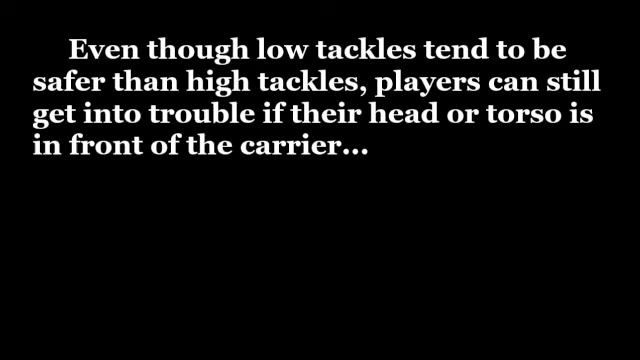 Even though low tackles tend to be
safer than high tackles, players can still
get into trouble if their head or torso is
in front of the carrier...